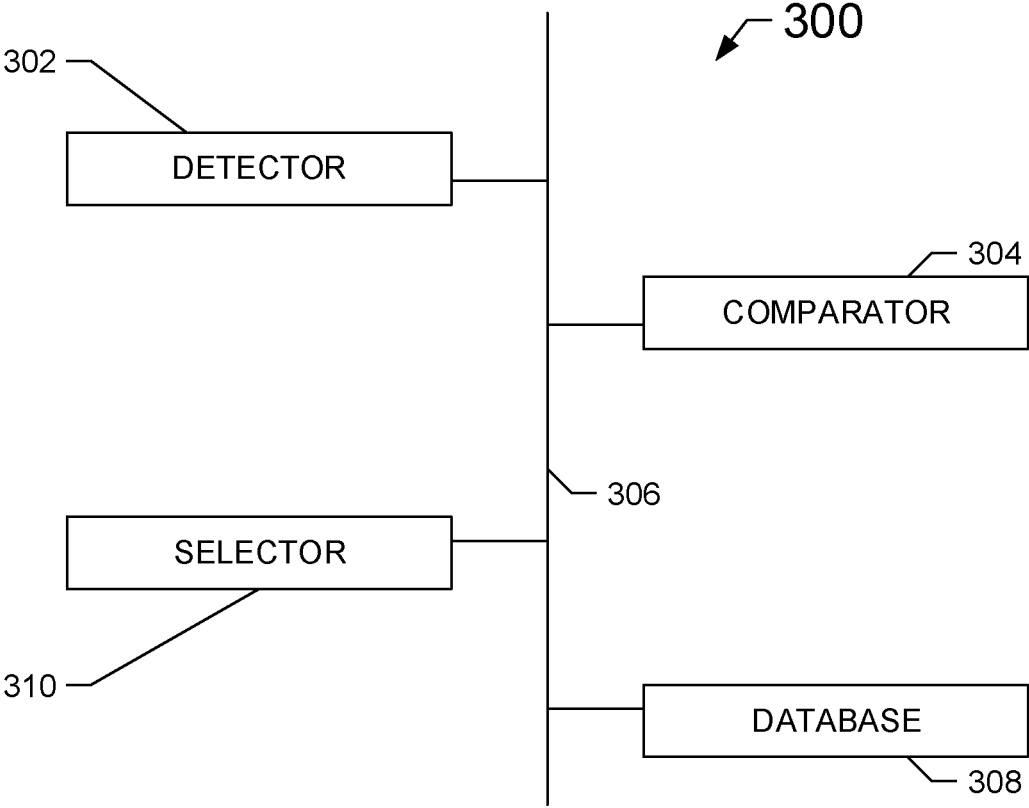 300
302
DETECTOR
304
COMPARATOR
306
SELECTOR
310
DATABASE
308